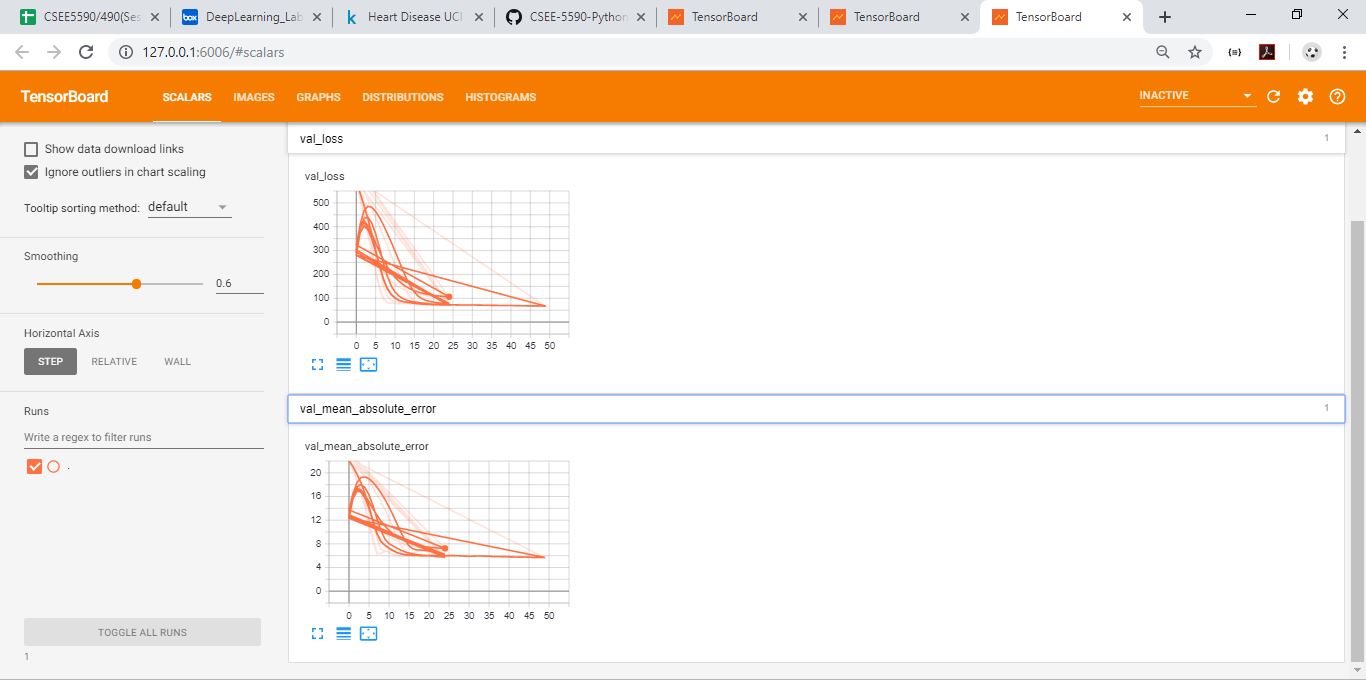 CSEE5590/490(Ses
DeepLearning_Lab
Heart Disease UCI
CSEE-5590-Python
TensorBoard
TensorBoard
TensorBoard
127.0.0.1:6006/#scalars
TensorBoard
SCALARS
IMAGES
GRAPHS
DISTRIBUTIONS
HISTOGRAMS
INACTIVE
Show data download links
Ignore outliers in chart scaling
Tooltip sorting method: default
Smoothing
0.6
Horizontal Axis
STEP
RELATIVE
WALL
Runs
Write a regex to filter runs
.
TOGGLE ALL RUNS
1
val_loss
1
val_loss
500
400
300
200
100
0
0 5 10 15 20 25 30 35 40 45 50
val_mean_absolute_error
1
val_mean_absolute_error
20
16
12
8
4
0
0 5 10 15 20 25 30 35 40 45 50